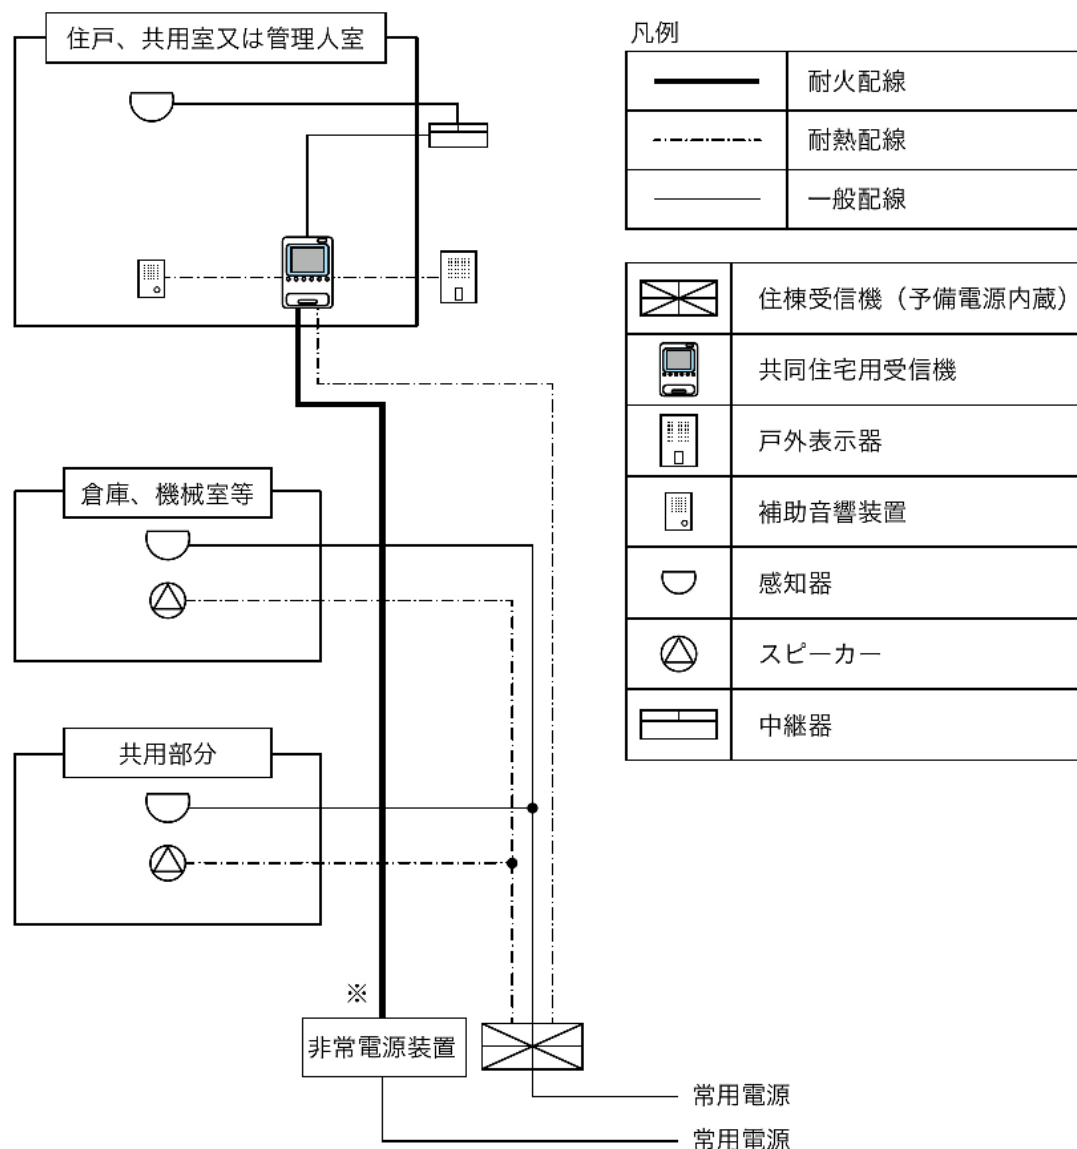 住戸、共用室又は管理人室
凡例
耐火配線
耐熱配線
一般配線
住棟受信機（予備電源内蔵）
共同住宅用受信機
戸外表示器
補助音響装置
感知器
スピーカー
中継器
倉庫、機械室等
共用部分
※
非常電源装置
常用電源
常用電源